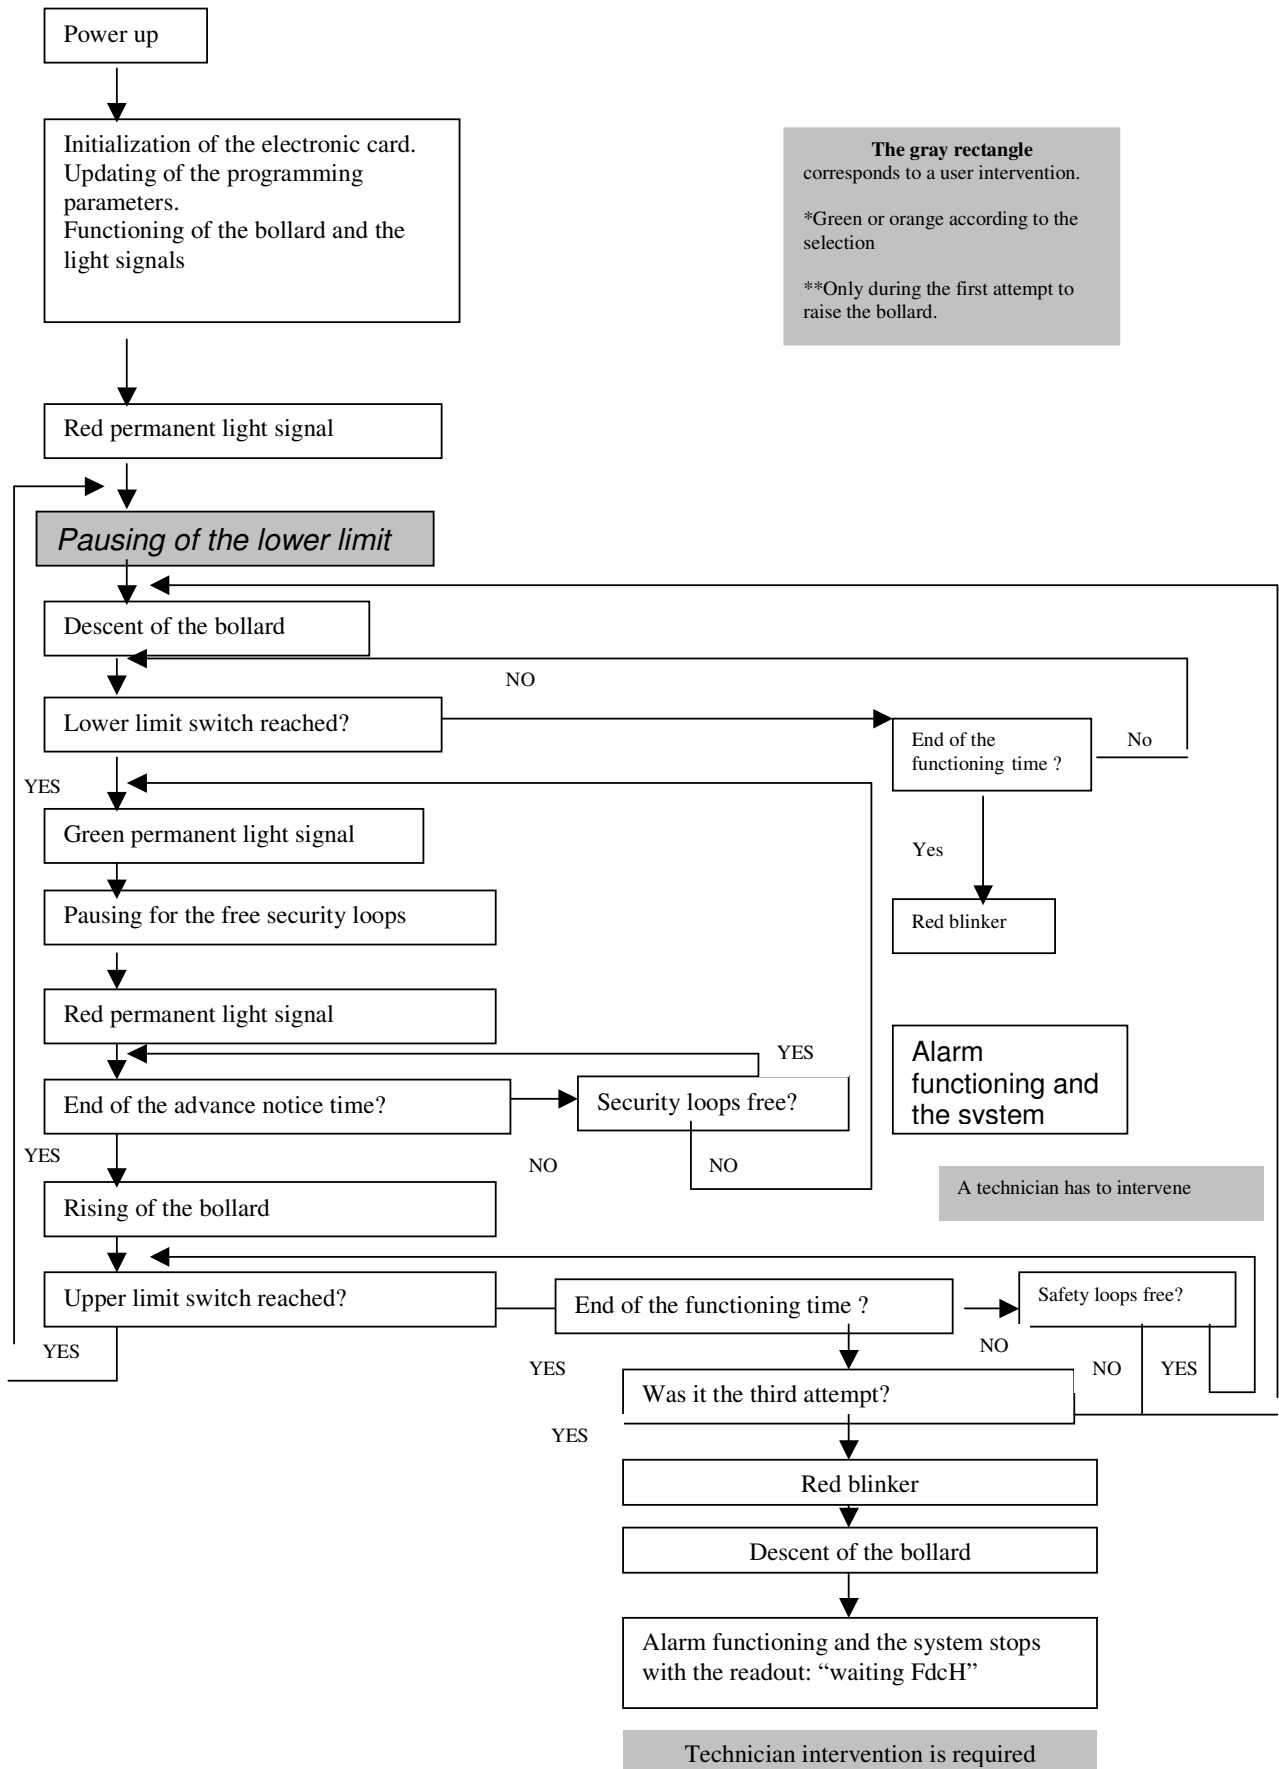 Power up
Initialization of the electronic card.
Updating of the programming
parameters.
Functioning of the bollard and the
light signals
The gray rectangle
corresponds to a user intervention.
*Green or orange according to the
selection
**Only during the first attempt to
raise the bollard.
Red permanent light signal
Pausing of the lower limit
Descent of the bollard
NO
Lower limit switch reached?
End of the
functioning time ?
No
YES
Green permanent light signal
Yes
Pausing for the free security loops
Red blinker
Red permanent light signal
Alarm
functioning and
the system
YES
End of the advance notice time?
Security loops free?
YES
NO
NO
A technician has to intervene
Rising of the bollard
Upper limit switch reached?
End of the functioning time ?
Safety loops free?
YES
YES
NO
NO
YES
Was it the third attempt?
YES
Red blinker
Descent of the bollard
Alarm functioning and the system stops
with the readout: “waiting FdcH”
Technician intervention is required